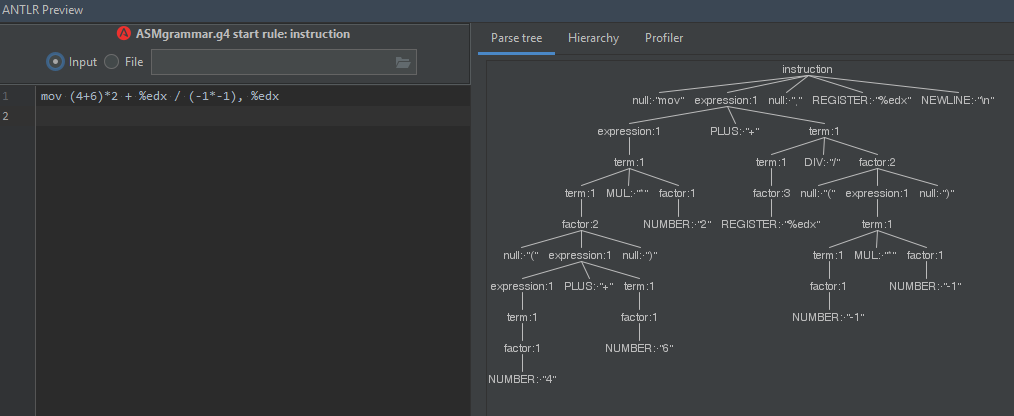 ANTLR Preview
ASMgrammar.g4 start rule: instruction
Input File
1 mov (4+6)*2 + %edx / (-1*-1), %edx
2
Parse tree Hierarchy Profiler
instruction
null:"mov" expression:1 null:"," REGISTER:"%edx" NEWLINE:"\n"
expression:1 PLUS:"+" term:1
term:1 term:1 DIV:"/" factor:2
term:1 MUL:"*" factor:1 factor:3 null:"(" expression:1 null:")"
factor:2 NUMBER:"2" REGISTER:"%edx" term:1
null:"(" expression:1 null:")" term:1 MUL:"*" factor:1
expression:1 PLUS:"+" term:1 factor:1 NUMBER:"-1"
term:1 factor:1 NUMBER:"-1"
factor:1 NUMBER:"6"
NUMBER:"4"